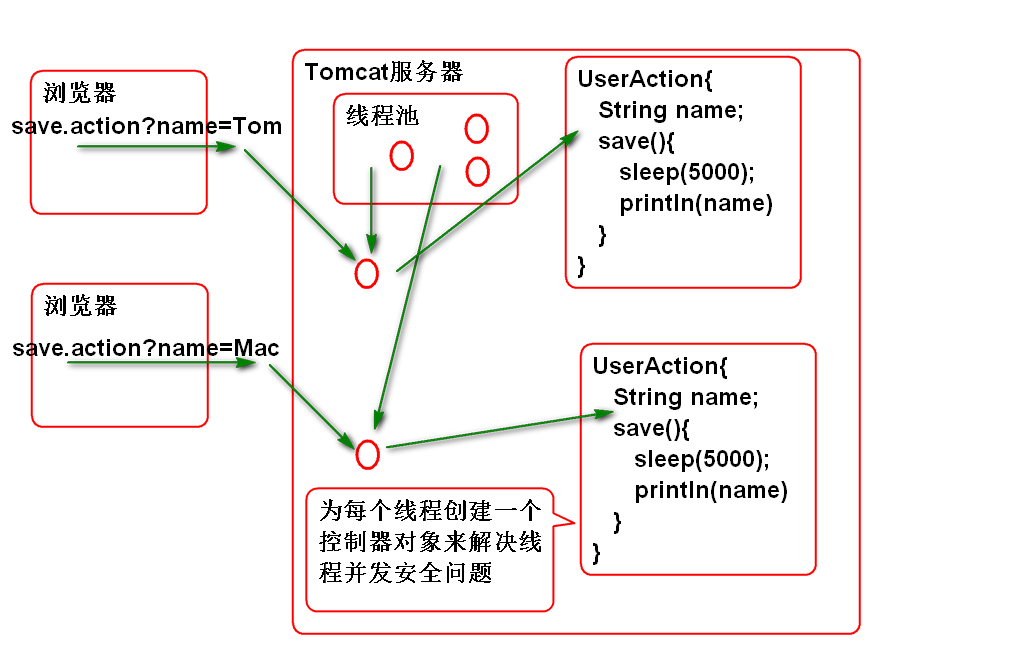 浏览器
save.action?name=Tom
Tomcat服务器
线程池
UserAction{
String name;
save(){
sleep(5000);
println(name)
}
}
浏览器
save.action?name=Mac
UserAction{
String name;
save(){
sleep(5000);
println(name)
}
}
为每个线程创建一个
控制器对象来解决线
程并发安全问题